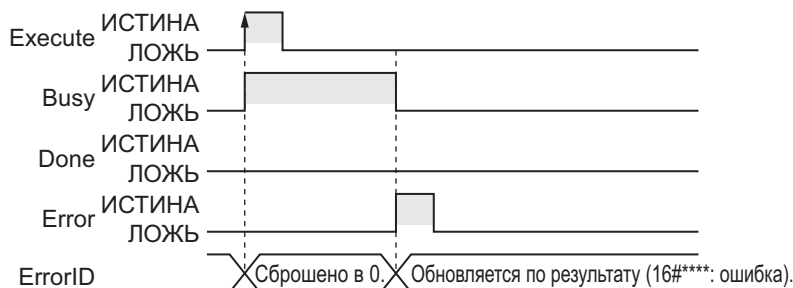 Execute ИСТИНА
ЛОЖЬ
Busy ИСТИНА
ЛОЖЬ
Done ИСТИНА
ЛОЖЬ
Error ИСТИНА
ЛОЖЬ
ErrorID Сброшено в 0. Обновляется по результату (16#****: ошибка).